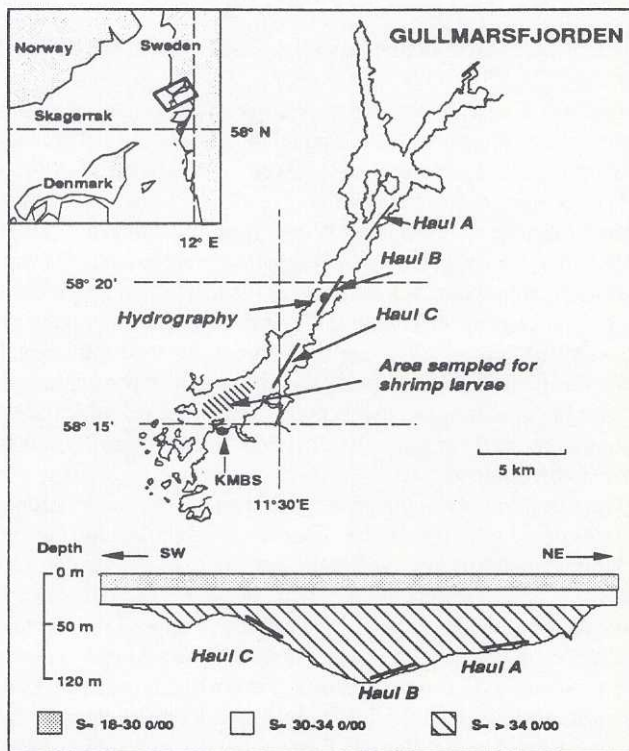 GULLMARSFJORDEN
Norway
Sweden
Skagerrak
58° N
Denmark
12° E
Haul A
Haul B
58° 20'
Hydrography
Haul C
Area sampled for
shrimp larvae
58° 15'
KMBS
5 km
11°30'E
Depth
SW
NE
0 m
50 m
120 m
Haul C
Haul B
Haul A
S= 18-30 0/00
S= 30-34 0/00
S= > 34 0/00